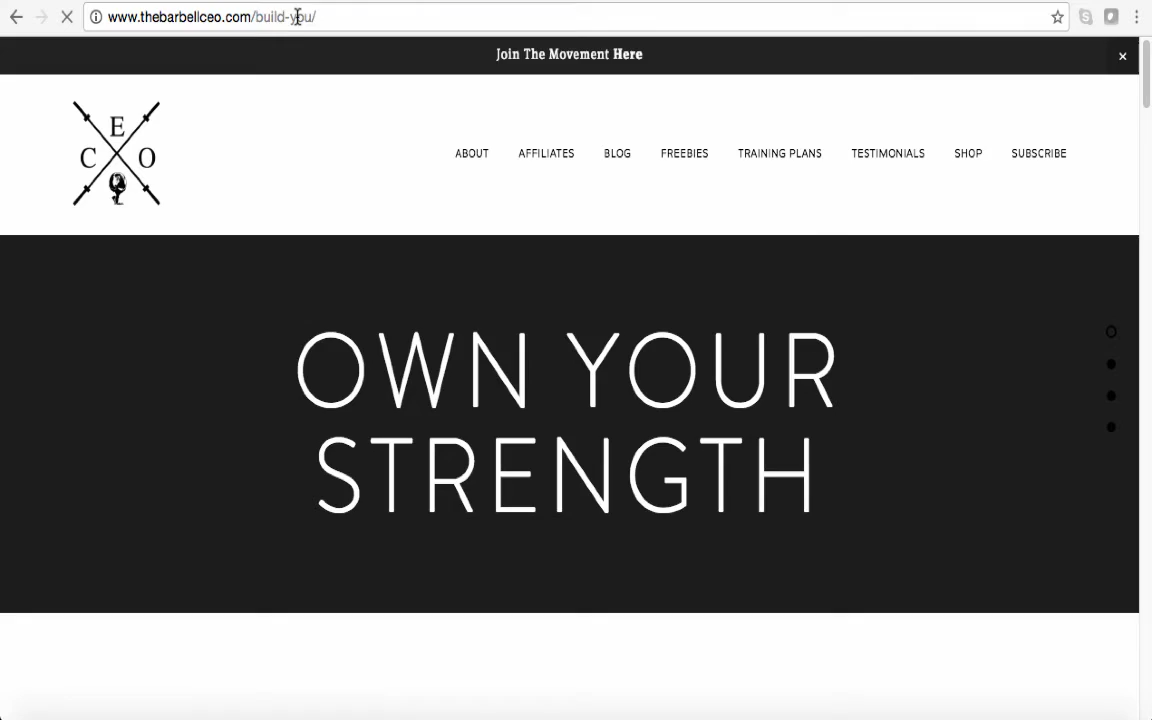 www.thebarbellceo.com/build-you/
Join The Movement Here
E
C O
ABOUT AFFILIATES BLOG FREEBIES TRAINING PLANS TESTIMONIALS SHOP SUBSCRIBE
OWN YOUR
STRENGTH